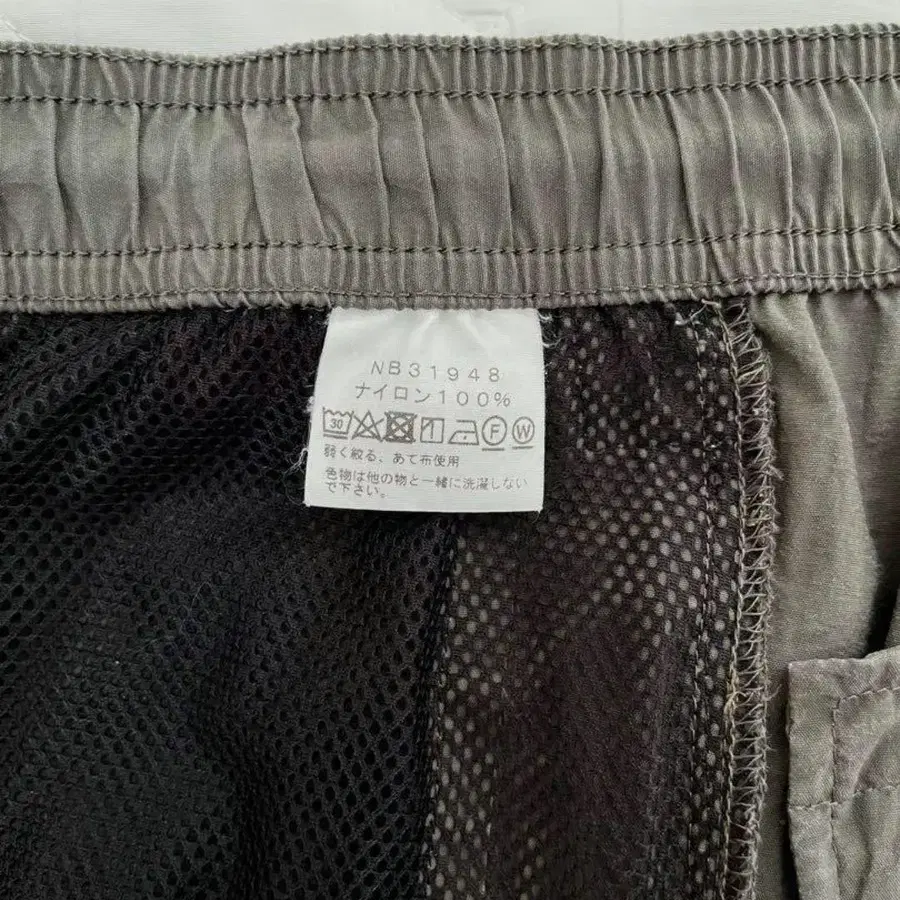 NB31948
ナイロン100%
30 F W
弱く絞る、あて布使用
色物は他の物と一緒に洗濯しない
で下さい。